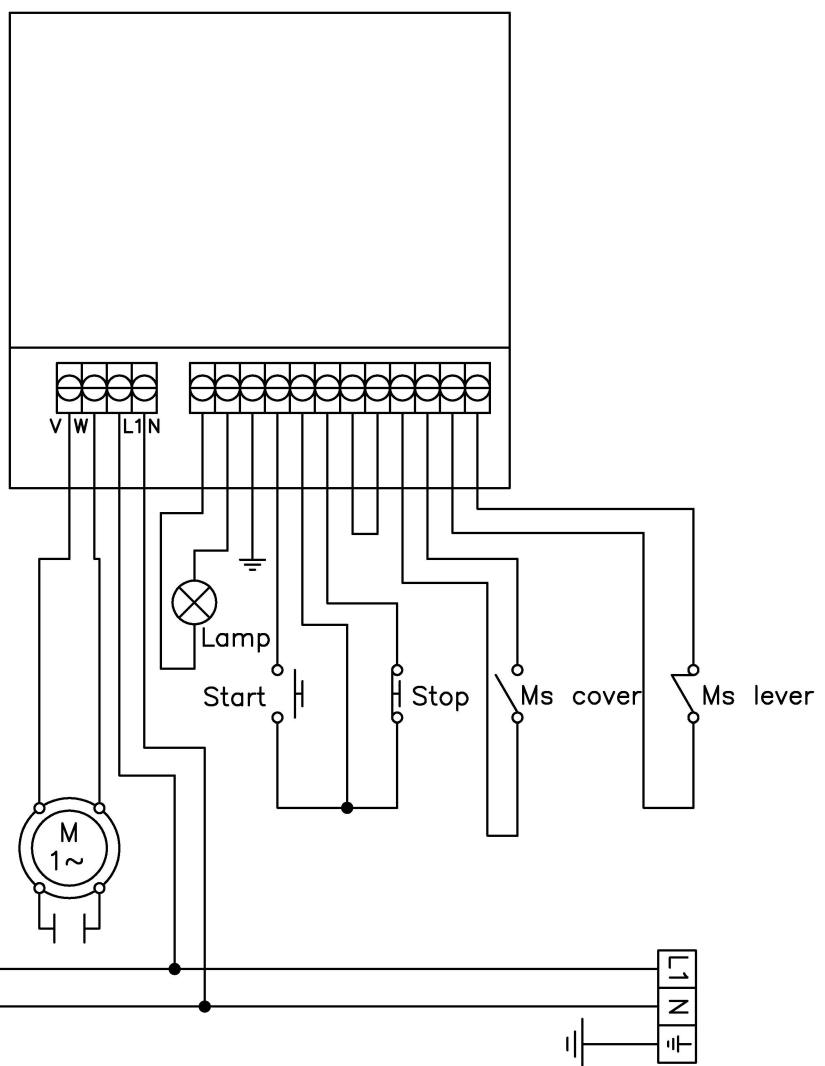 V W L1 N
Lamp
Start
Stop
Ms cover
Ms lever
M
1~
L1
N